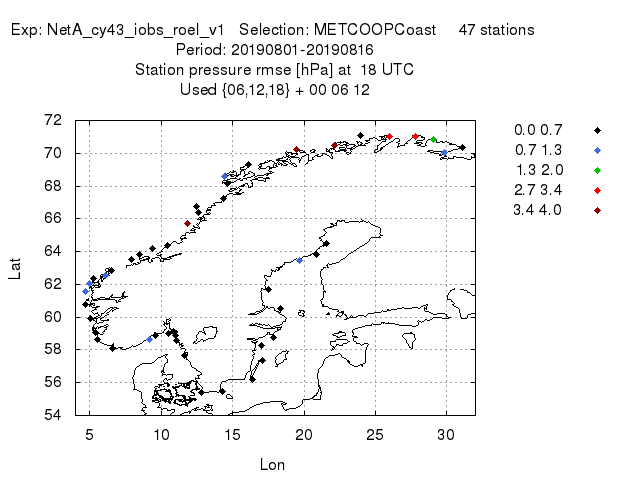 Exp: NetA_cy43_iobs_roel_v1 Selection: METCOOPCoast 47 stations
Period: 20190801-20190816
Station pressure rmse [hPa] at 18 UTC
Used {06,12,18} + 00 06 12
72
70
68
66
64
62
60
58
56
54
Lat
5 10 15 20 25 30
Lon
0.0 0.7
0.7 1.3
1.3 2.0
2.7 3.4
3.4 4.0